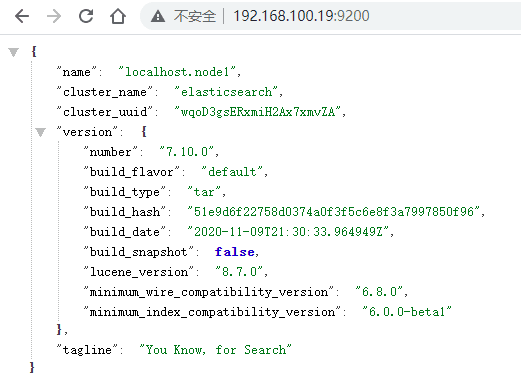 不安全 | 192.168.100.19:9200
{
"name": "localhost.node1",
"cluster_name": "elasticsearch",
"cluster_uuid": "wqoD3gsERxmiH2Ax7xmvZA",
"version": {
"number": "7.10.0",
"build_flavor": "default",
"build_type": "tar",
"build_hash": "51e9d6f22758d0374a0f3f5c6e8f3a7997850f96",
"build_date": "2020-11-09T21:30:33.964949Z",
"build_snapshot": false,
"lucene_version": "8.7.0",
"minimum_wire_compatibility_version": "6.8.0",
"minimum_index_compatibility_version": "6.0.0-beta1"
},
"tagline": "You Know, for Search"
}